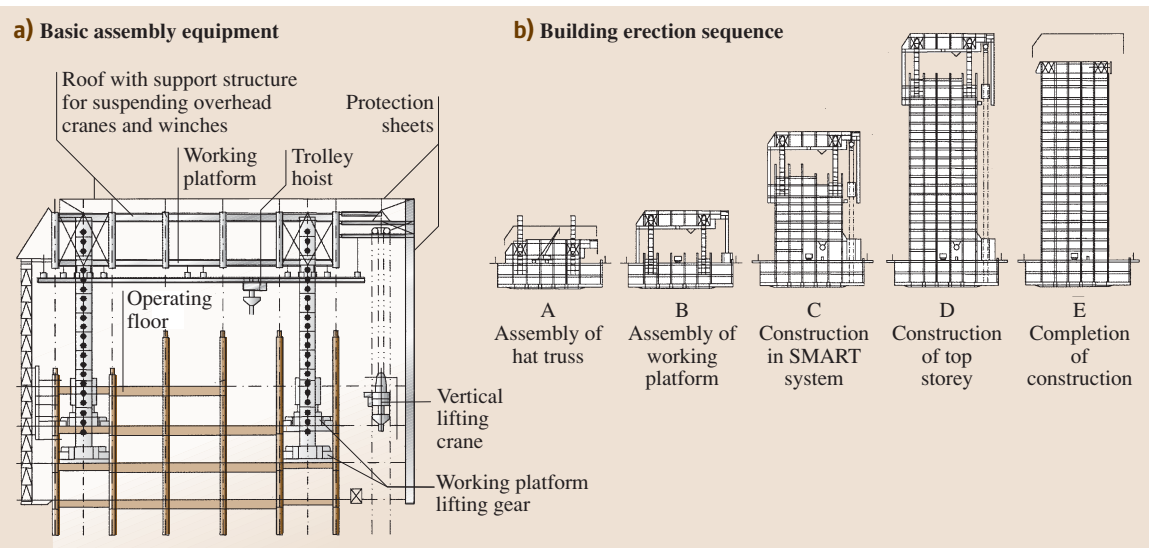 a) Basic assembly equipment
Roof with support structure
for suspending overhead
cranes and winches
Protection
sheets
Working
platform
Trolley
hoist
Operating
floor
Vertical
lifting
crane
Working platform
lifting gear
b) Building erection sequence
A
Assembly of
hat truss
B
Assembly of
working
platform
C
Construction
in SMART
system
D
Construction
of top
storey
E
Completion
of
construction